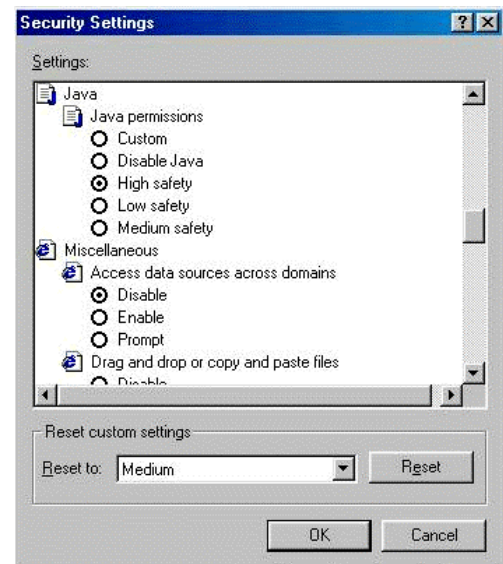 Security Settings
Settings:
Java
Java permissions
Custom
Disable Java
High safety
Low safety
Medium safety
Miscellaneous
Access data sources across domains
Disable
Enable
Prompt
Drag and drop or copy and paste files
Disable
Reset custom settings
Reset to: Medium Reset
OK Cancel